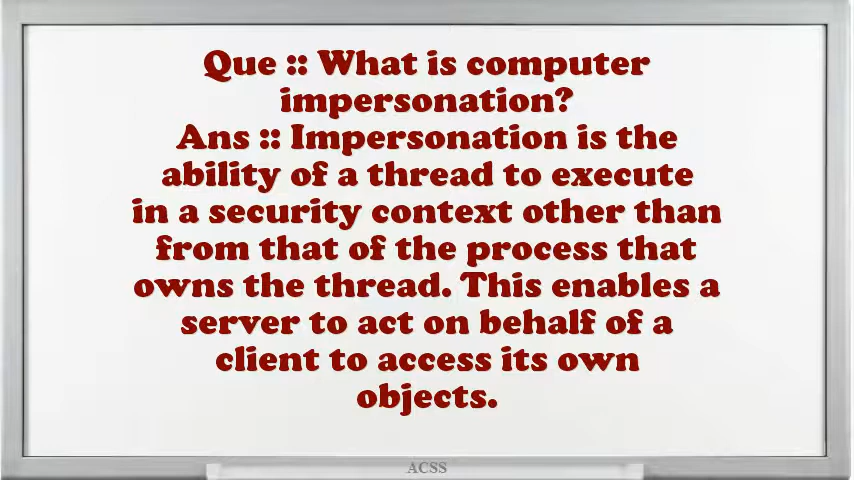 Que :: What is computer
impersonation?
Ans :: Impersonation is the
ability of a thread to execute
in a security context other than
from that of the process that
owns the thread. This enables a
server to act on behalf of a
client to access its own
objects.
ACSS